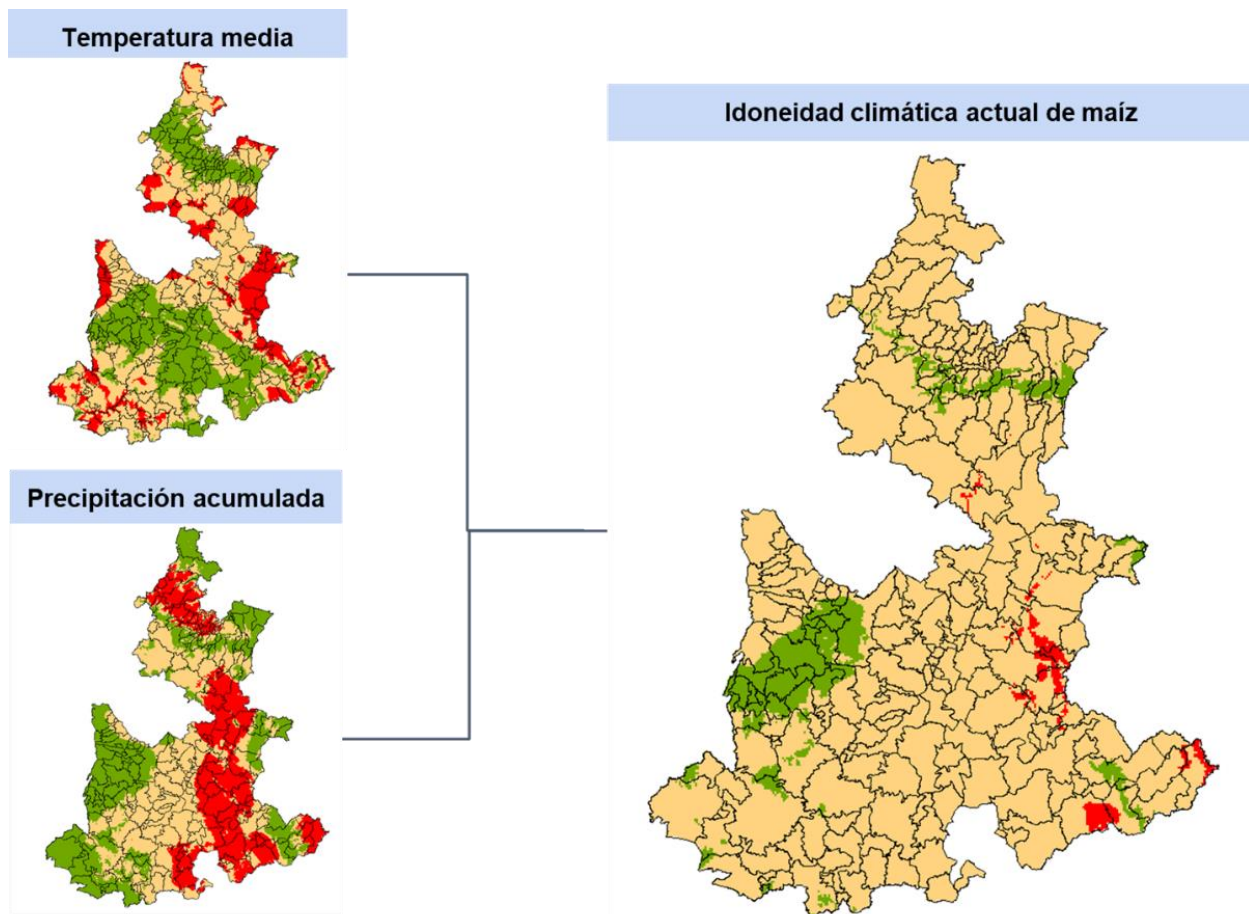 Temperatura media
Idoneidad climática actual de maíz
Precipitación acumulada